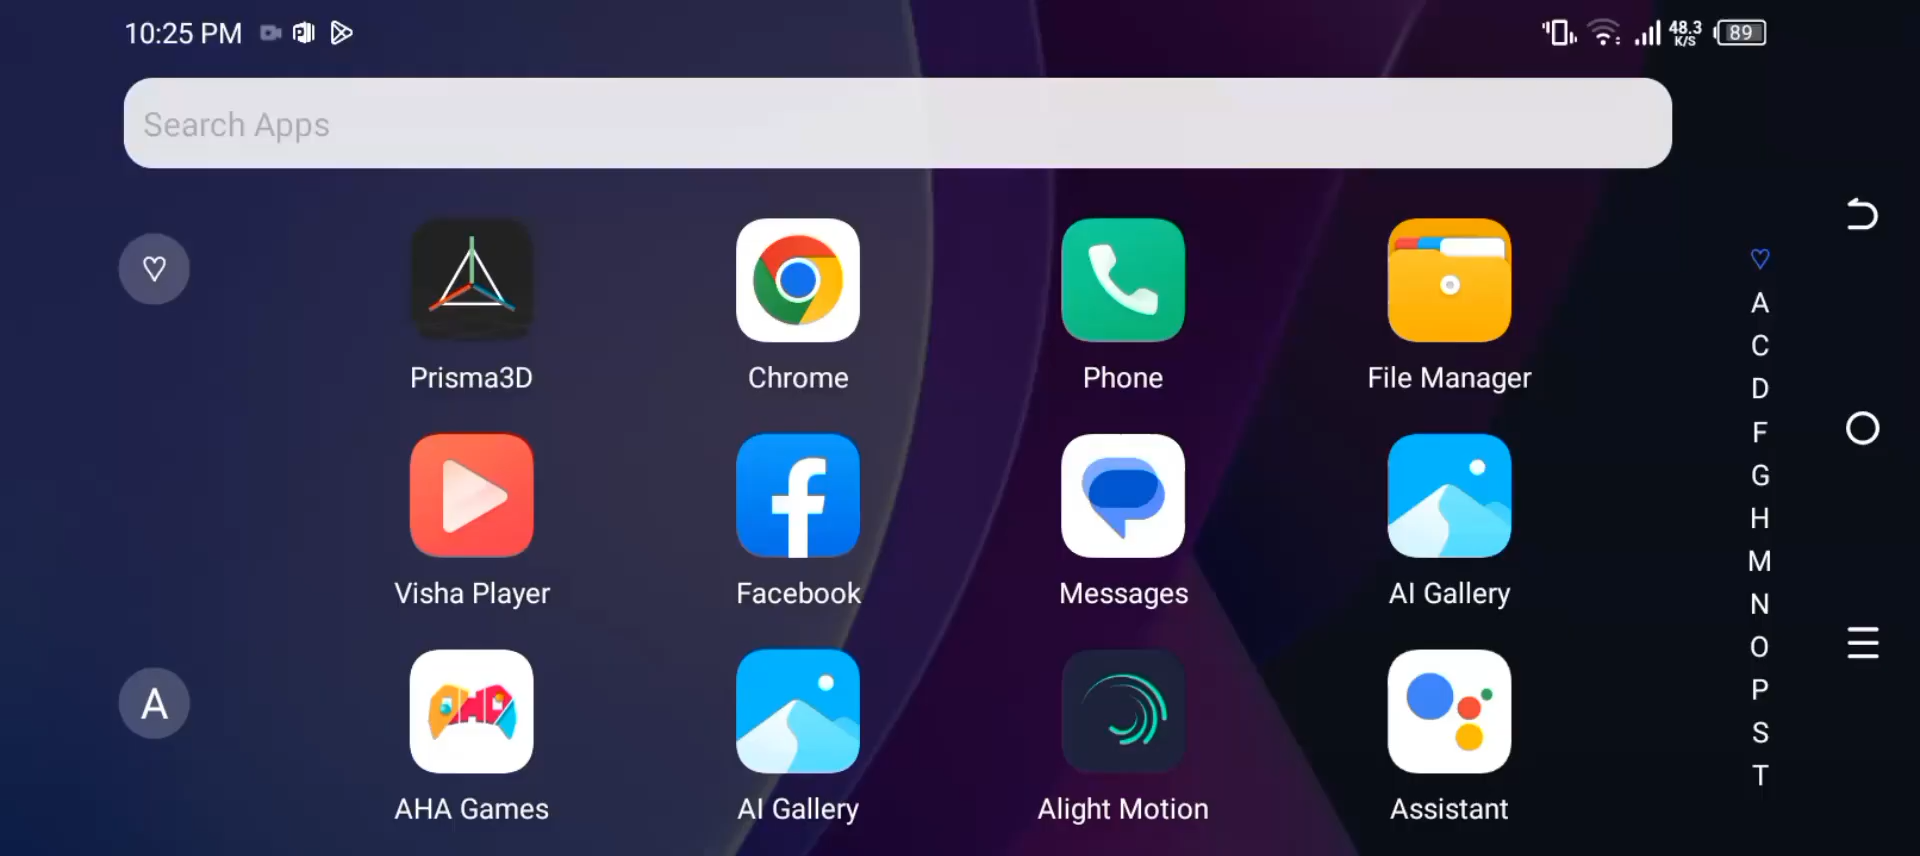 10:25 PM
48.3
K/S
89
Search Apps
Prisma3D
Chrome
Phone
File Manager
Visha Player
Facebook
Messages
AI Gallery
A
AHA Games
AI Gallery
Alight Motion
Assistant
A
C
D
F
G
H
M
N
O
P
S
T